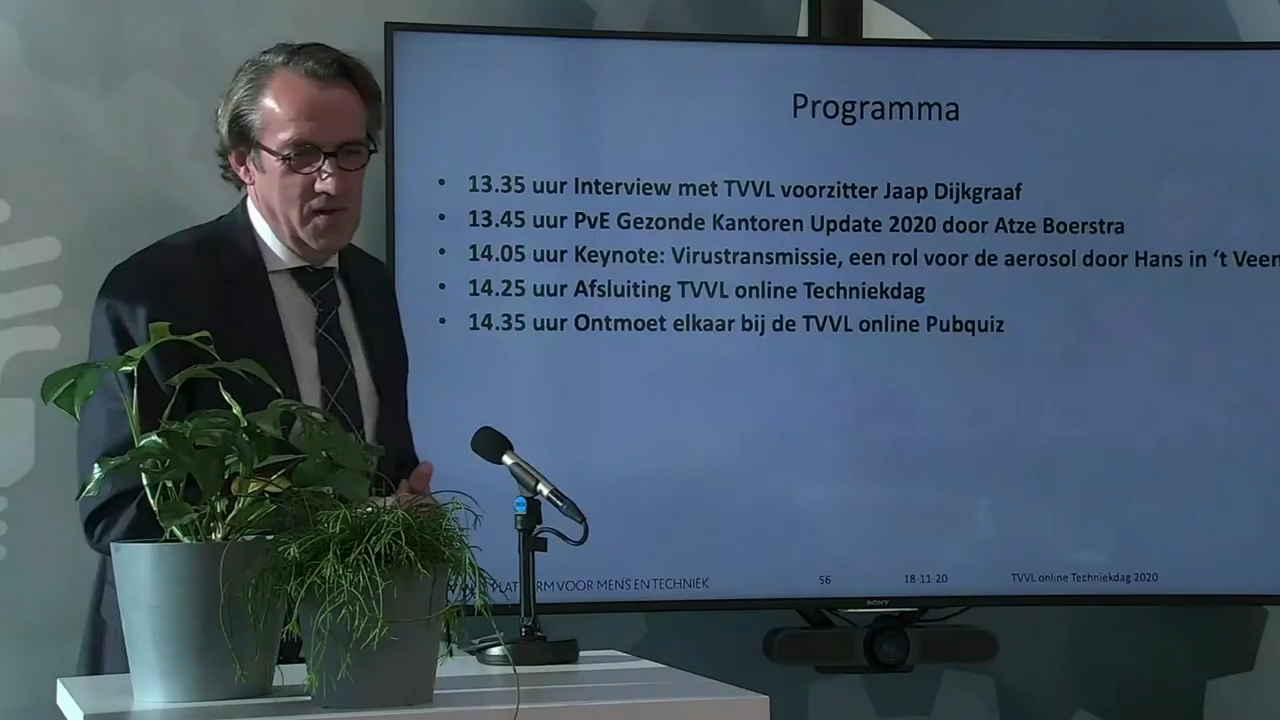 Programma
• 13.35 uur Interview met TVVL voorzitter Jaap Dijkgraaf
• 13.45 uur PvE Gezonde Kantoren Update 2020 door Atze Boerstra
• 14.05 uur Keynote: Virustransmissie, een rol voor de aerosol door Hans in ‘t Veen
• 14.25 uur Afsluiting TVVL online Techniekdag
• 14.35 uur Ontmoet elkaar bij de TVVL online Pubquiz
VOOR MENS EN TECHNIEK 56 18-11-20 TVVL online Techniekdag 2020
SONY